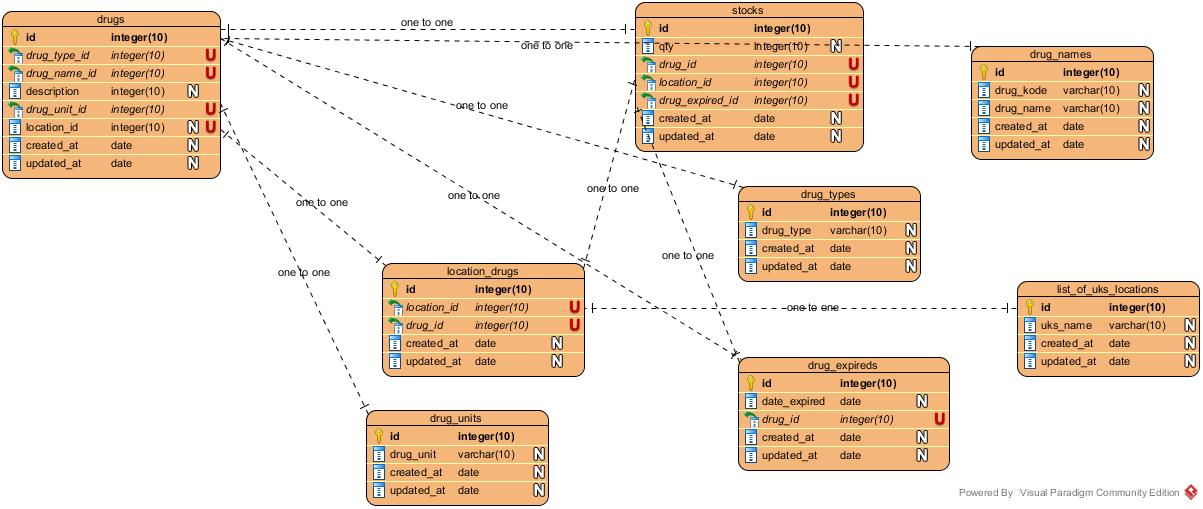 drugs
id integer(10)
drug_type_id integer(10) U
drug_name_id integer(10) U
description integer(10) N
drug_unit_id integer(10) U
location_id integer(10) N U
created_at date N
updated_at date N
one to one
one to one
one to one
one to one
one to one
one to one
one to one
one to one
one to one
stocks
id integer(10)
qty integer(10) N
drug_id integer(10) U
location_id integer(10) U
drug_expired_id integer(10) U
created_at date N
updated_at date N
drug_names
id integer(10)
drug_kode varchar(10) N
drug_name varchar(10) N
created_at date N
updated_at date N
drug_types
id integer(10)
drug_type varchar(10) N
created_at date N
updated_at date N
location_drugs
id integer(10)
location_id integer(10) U
drug_id integer(10) U
created_at date N
updated_at date N
list_of_uks_locations
id integer(10)
uks_name varchar(10) N
created_at date N
updated_at date N
drug_expireds
id integer(10)
date_expired date N
drug_id integer(10) U
created_at date N
updated_at date N
drug_units
id integer(10)
drug_unit varchar(10) N
created_at date N
updated_at date N
Powered By Visual Paradigm Community Edition